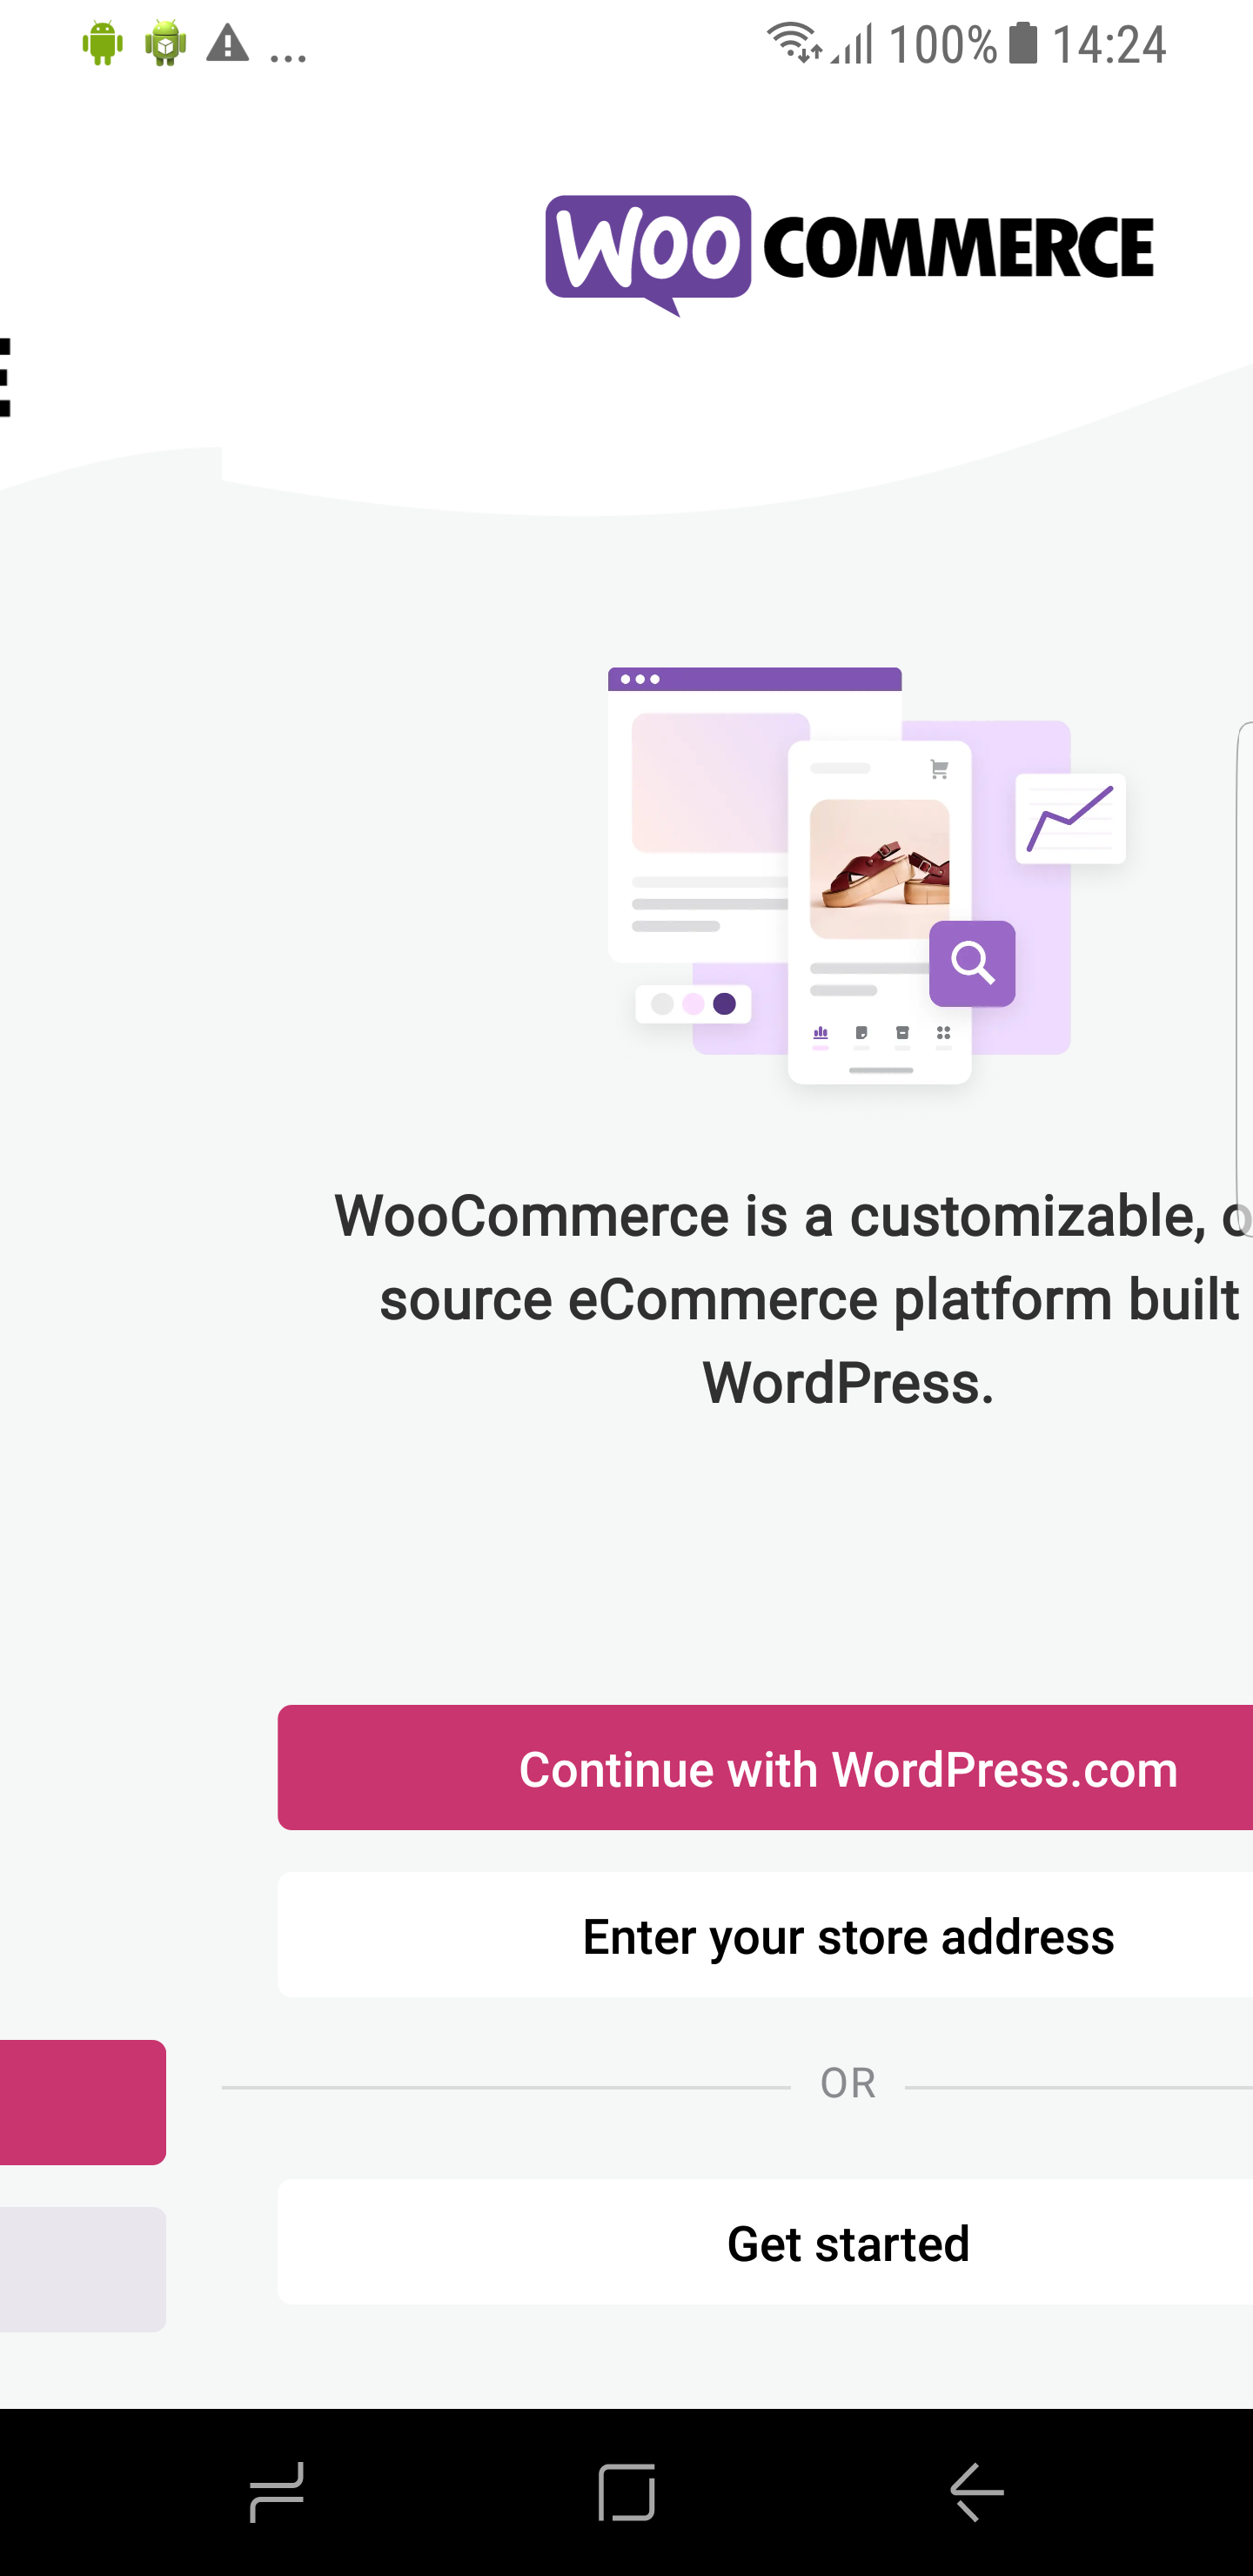 ... 100% 14:24
WOO COMMERCE
E
WooCommerce is a customizable,
source eCommerce platform built
WordPress.
Continue with WordPress.com
Enter your store address
OR
Get started